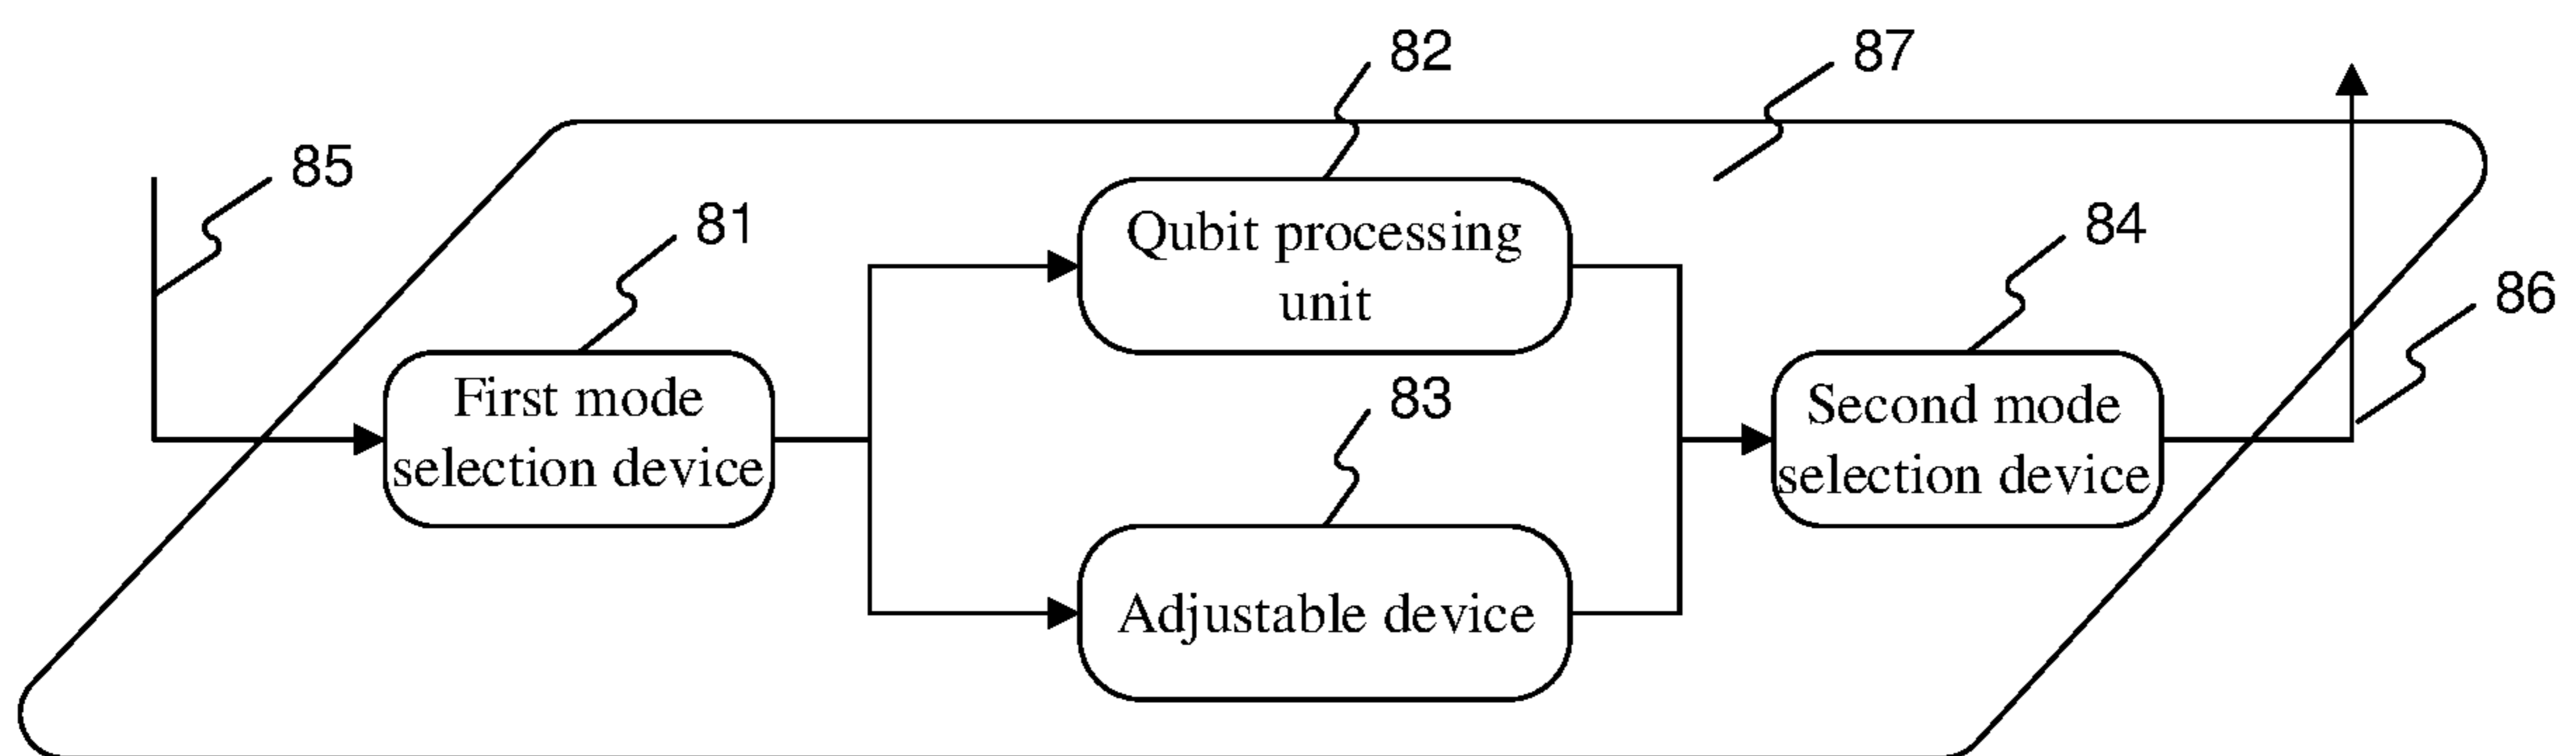 82
87
85
81
Qubit processing
unit
84
86
First mode
selection device
83
Second mode
selection device
Adjustable device